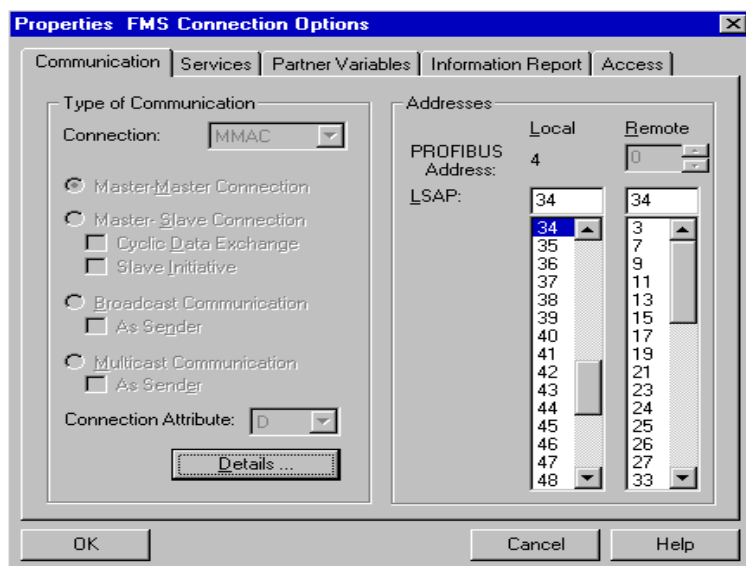 Properties FMS Connection Options
Communication Services Partner Variables Information Report Access
Type of Communication
Connection: MMAC
Master-Master Connection
Master- Slave Connection
Cyclic Data Exchange
Slave Initiative
Broadcast Communication
As Sender
Multicast Communication
As Sender
Connection Attribute: D
Details ...
Addresses
Local Remote
PROFIBUS
Address: 4 0
LSAP: 34 34
34 3
35 7
36 9
37 11
38 13
39 15
40 17
41 19
42 21
43 23
44 24
45 25
46 26
47 27
48 33
OK Cancel Help